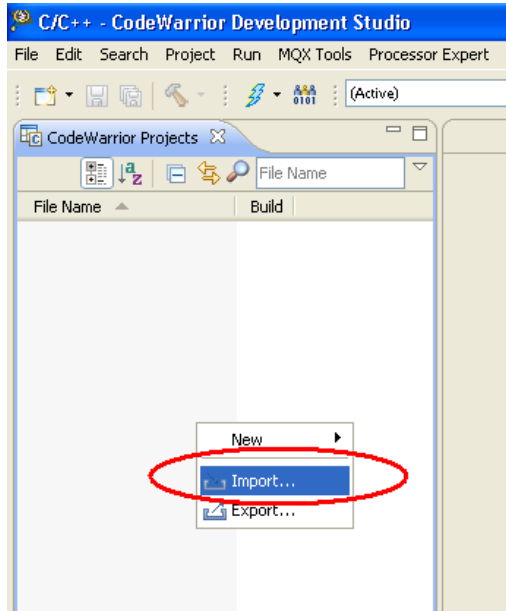 C/C++ - CodeWarrior Development Studio
File Edit Search Project Run MQX Tools Processor Expert
(Active)
CodeWarrior Projects
File Name
File Name Build
New
Import...
Export...